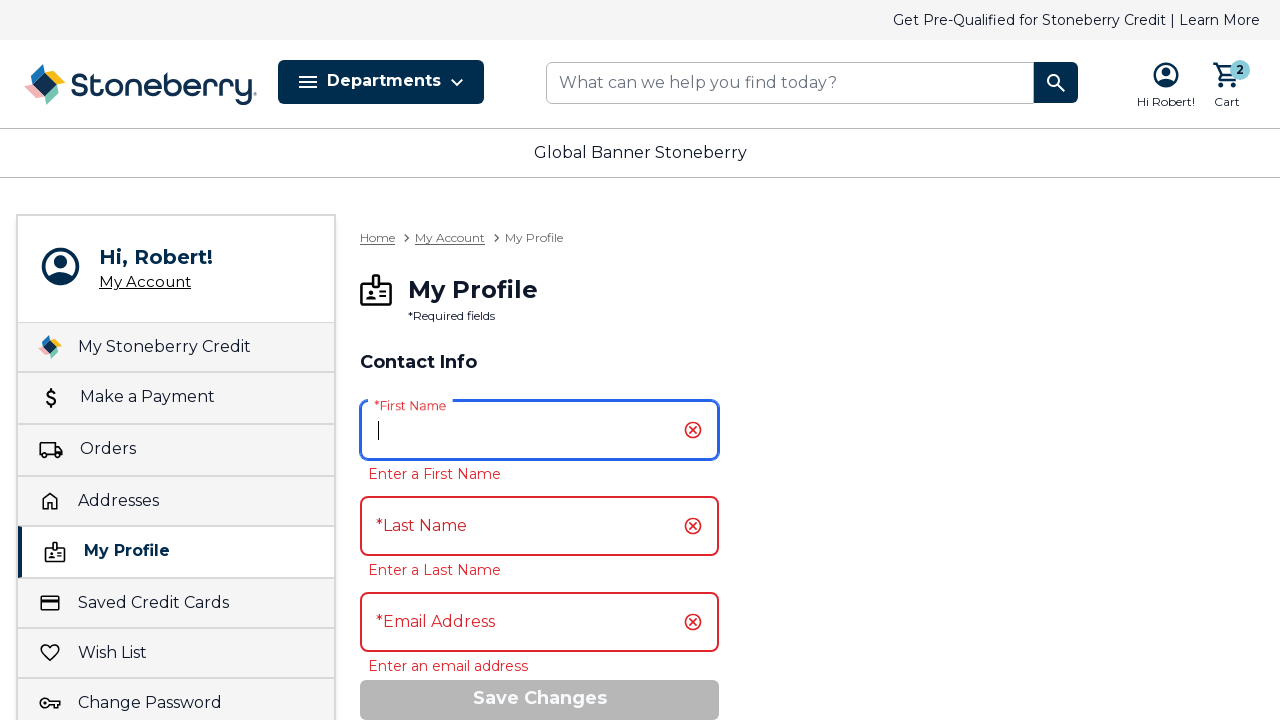 Get Pre-Qualified for Stoneberry Credit | Learn More
Stoneberry
Departments
What can we help you find today?
Hi Robert!
2
Cart
Global Banner Stoneberry
Hi, Robert!
My Account
My Stoneberry Credit
Make a Payment
Orders
Addresses
My Profile
Saved Credit Cards
Wish List
Change Password
Home
My Account
My Profile
My Profile
*Required fields
Contact Info
*First Name
Enter a First Name
*Last Name
Enter a Last Name
*Email Address
Enter an email address
Save Changes